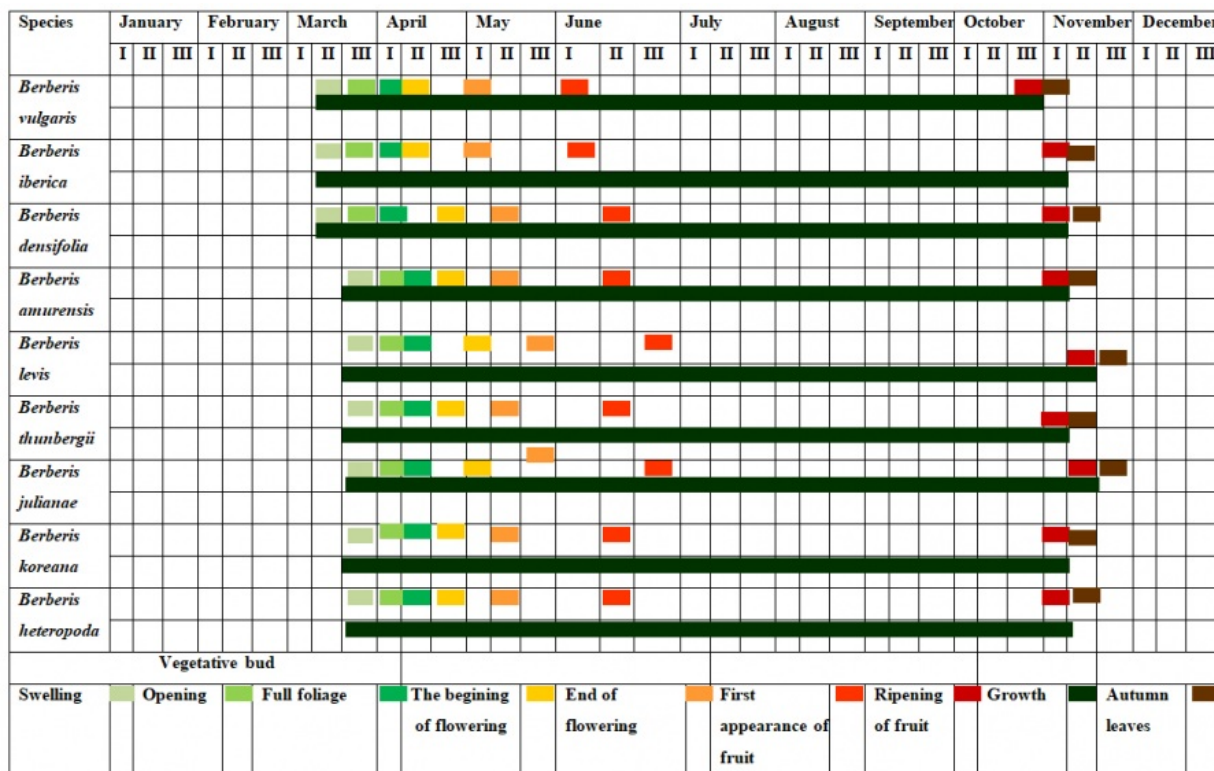 Species January February March April May June July August September October November December
I II III I II III I II III I II III I II III I II III I II III I II III I II III I II III I II III I II III
Berberis
vulgaris
Berberis
iberica
Berberis
densifolia
Berberis
amurensis
Berberis
levis
Berberis
thunbergii
Berberis
julianae
Berberis
koreana
Berberis
heteropoda
Vegetative bud
Swelling Opening Full foliage The begining End of First Ripening Growth Autumn
of flowering flowering appearance of of fruit leaves
fruit